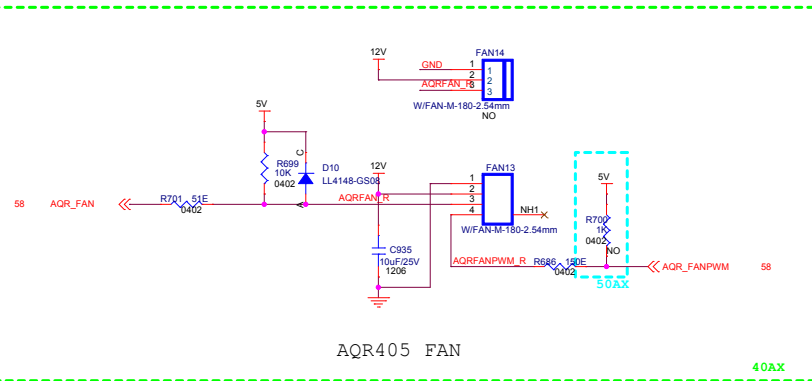 12V
FAN14
GND
1
1
2
2
AQRFAN_R
3
3
W/FAN-M-180-2.54mm
NO
5V
C
R699
10K
0402
D10
LL4148-GS08
A
12V
FAN13
1
2
AQRFAN_R
3
4
NH1
W/FAN-M-180-2.54mm
58
AQR_FAN
R701
51E
0402
C935
10uF/25V
1206
5V
R700
1K
0402
NO
AQRFANPWM_R
R686
150E
0402
AQR_FANPWM
58
50AX
AQR405 FAN
40AX